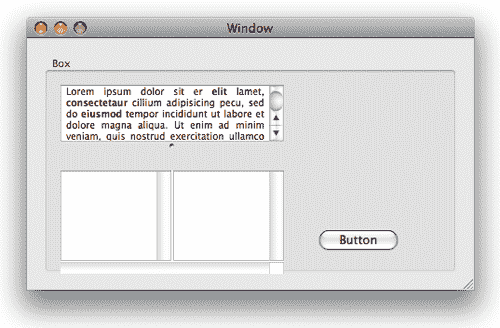 Window
Box
Lorem ipsum dolor sit er elit lamet,
consectetaur cillium adipisicing pecu, sed
do eiusmod tempor incididunt ut labore et
dolore magna aliqua. Ut enim ad minim
veniam, quis nostrud exercitation ullamco
Button